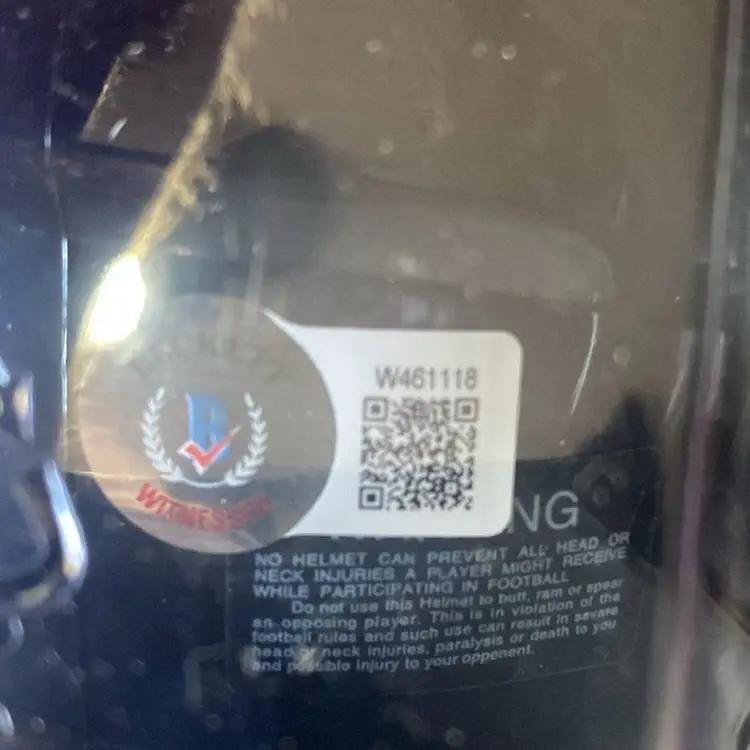 BECKETT
B
WITNESSED
W461118
NG
NO HELMET CAN PREVENT ALL HEAD OR
NECK INJURIES A PLAYER MIGHT RECEIVE
WHILE PARTICIPATING IN FOOTBALL
Do not use this Helmet to butt, ram or spear
an opposing player. This is in violation of the
football rules and such use can result in severe
head or neck injuries, paralysis or death to you
and possible injury to your opponent.